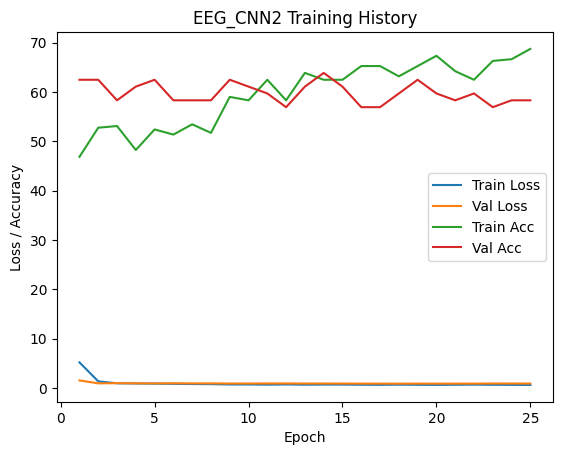 EEG_CNN2 Training History
Loss / Accuracy
70
60
50
40
30
20
10
0
Train Loss
Val Loss
Train Acc
Val Acc
0 5 10 15 20 25
Epoch